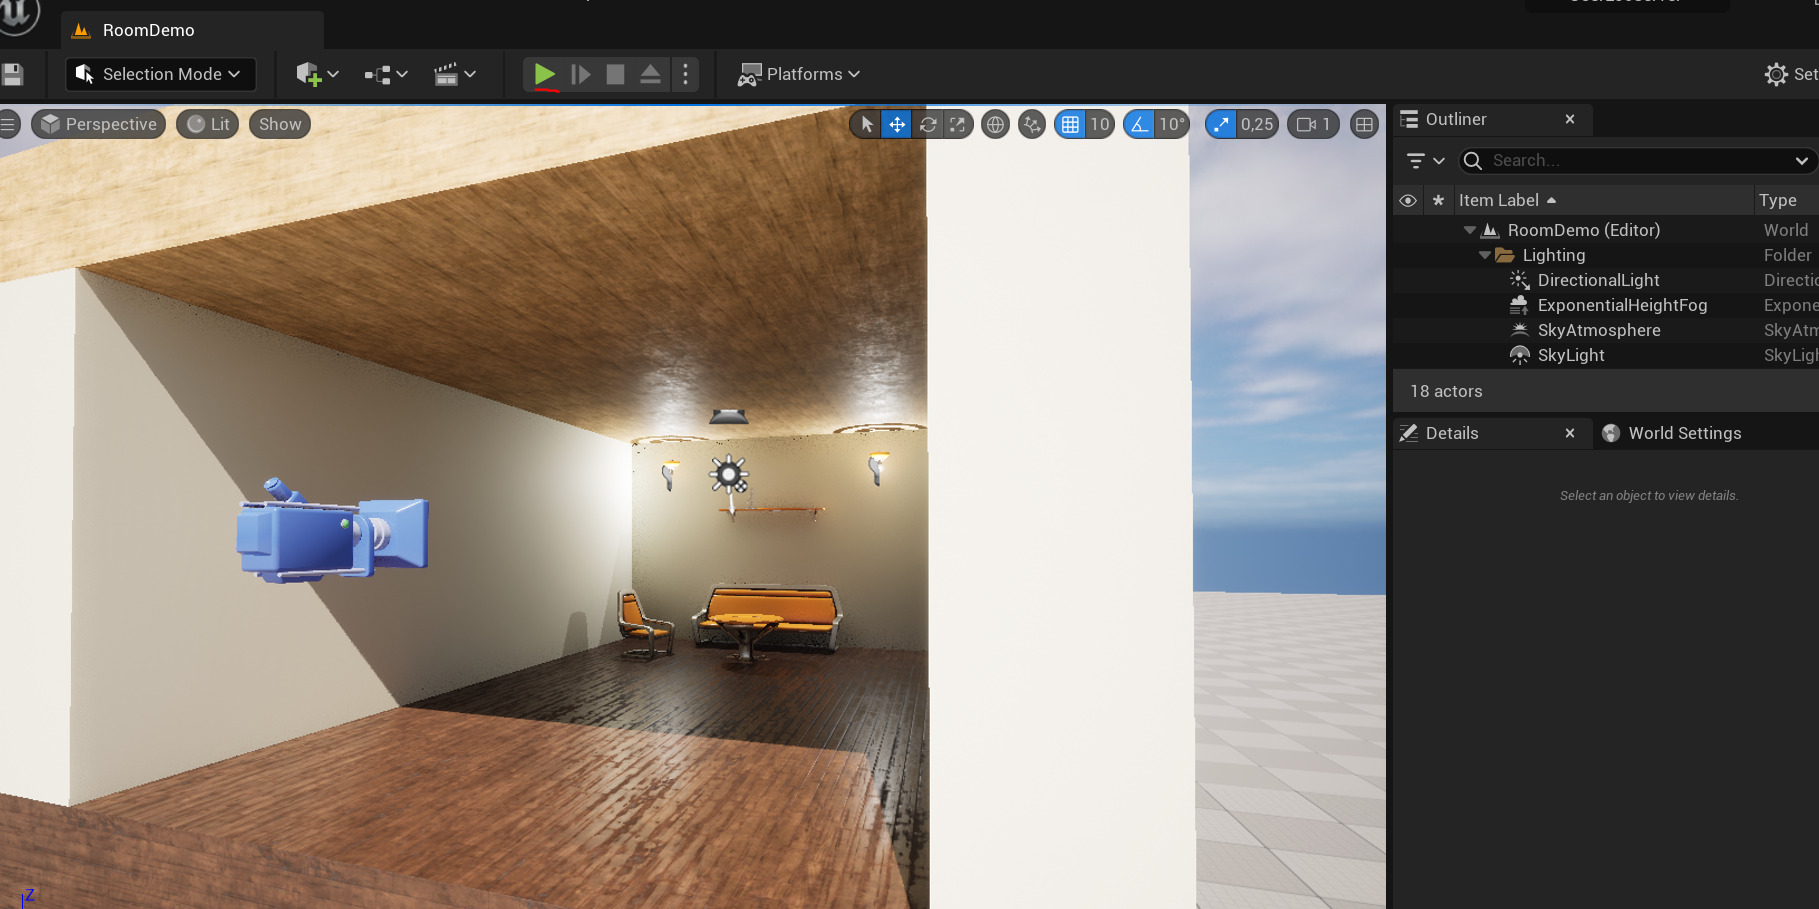 RoomDemo
Selection Mode
Platforms
Perspective
Lit
Show
10
10°
0,25
1
Outliner
Search...
Item Label
Type
RoomDemo (Editor)
World
Lighting
Folder
DirectionalLight
Directio
ExponentialHeightFog
Expone
SkyAtmosphere
SkyAtm
SkyLight
SkyLigh
18 actors
Details
World Settings
Select an object to view details.
Set
Z